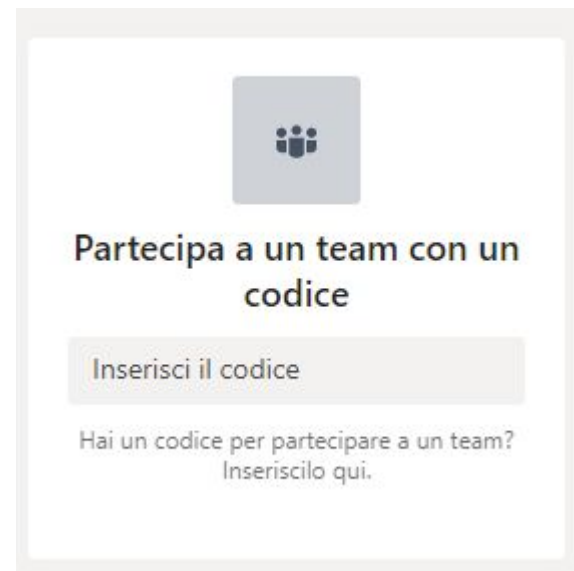 Partecipa a un team con un
codice
Inserisci il codice
Hai un codice per partecipare a un team?
Inseriscilo qui.